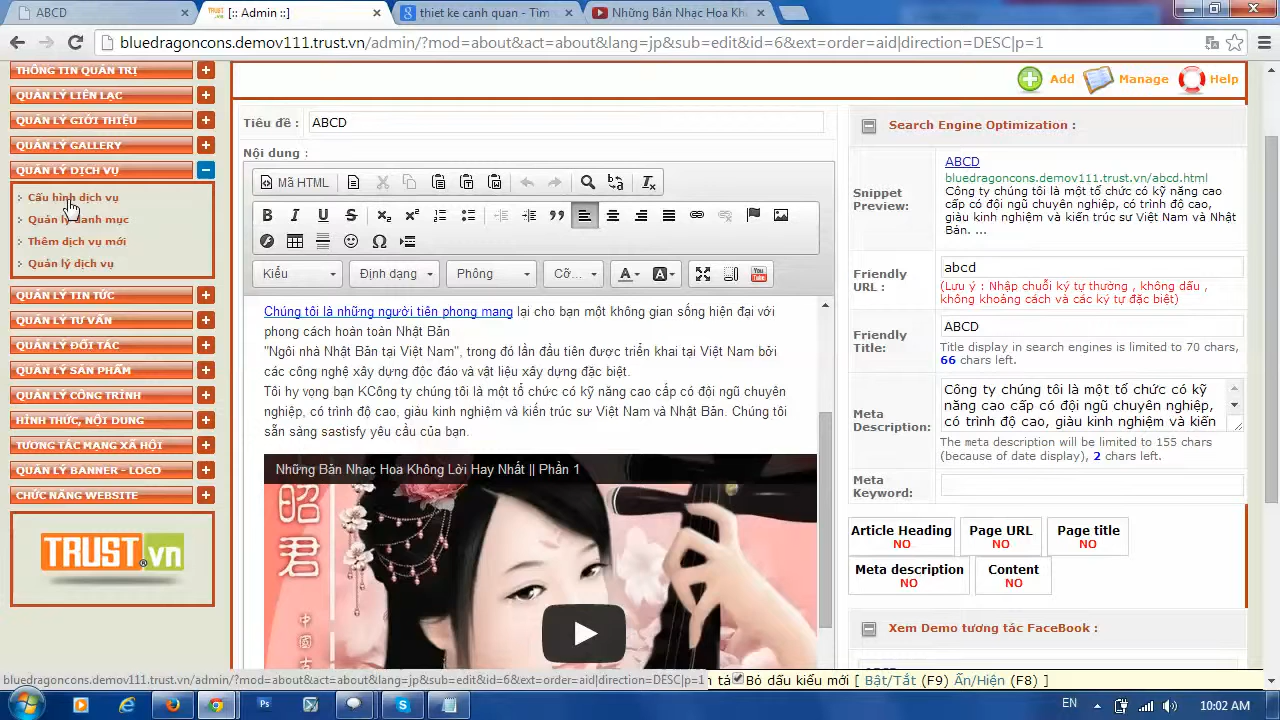 ABCD
[:: Admin ::]
thiet ke canh quan - Tìm
Những Bản Nhạc Hoa Kh
bluedragoncons.demov111.trust.vn/admin/?mod=about&act=about&lang=jp&sub=edit&id=6&ext=order=aid|direction=DESC|p=1
THÔNG TIN QUẢN TRỊ
QUẢN LÝ LIÊN LẠC
QUẢN LÝ GIỚI THIỆU
QUẢN LÝ GALLERY
QUẢN LÝ DỊCH VỤ
Cấu hình dịch vụ
Quản lý danh mục
Thêm dịch vụ mới
Quản lý dịch vụ
QUẢN LÝ TIN TỨC
QUẢN LÝ TƯ VẤN
QUẢN LÝ ĐỐI TÁC
QUẢN LÝ SẢN PHẨM
QUẢN LÝ CÔNG TRÌNH
HÌNH THỨC, NỘI DUNG
TƯƠNG TÁC MẠNG XÃ HỘI
QUẢN LÝ BANNER - LOGO
CHỨC NĂNG WEBSITE
TRUST.vn
Add Manage Help
Tiêu đề : ABCD
Nội dung :
Mã HTML
Kiểu Định dạng Phông Cỡ...
Chúng tôi là những người tiên phong mang lại cho bạn một không gian sống hiện đại với
phong cách hoàn toàn Nhật Bản
"Ngôi nhà Nhật Bản tại Việt Nam", trong đó lần đầu tiên được triển khai tại Việt Nam bởi
các công nghệ xây dựng độc đáo và vật liệu xây dựng đặc biệt.
Tôi hy vọng bạn KCông ty chúng tôi là một tổ chức có kỹ năng cao cấp có đội ngũ chuyên
nghiệp, có trình độ cao, giàu kinh nghiệm và kiến trúc sư Việt Nam và Nhật Bản. Chúng tôi
sẵn sàng sastisfy yêu cầu của bạn.
Những Bản Nhạc Hoa Không Lời Hay Nhất || Phần 1
昭君
Search Engine Optimization :
Snippet Preview:
ABCD
bluedragoncons.demov111.trust.vn/abcd.html
Công ty chúng tôi là một tổ chức có kỹ năng cao
cấp có đội ngũ chuyên nghiệp, có trình độ cao,
giàu kinh nghiệm và kiến trúc sư Việt Nam và Nhật
Bản. ...
Friendly URL :
abcd
(Lưu ý : Nhập chuỗi ký tự thường , không dấu ,
không khoảng cách và các ký tự đặc biệt)
Friendly Title:
ABCD
Title display in search engines is limited to 70 chars,
66 chars left.
Meta Description:
Công ty chúng tôi là một tổ chức có kỹ
năng cao cấp có đội ngũ chuyên nghiệp,
có trình độ cao, giàu kinh nghiệm và kiến
The meta description will be limited to 155 chars
(because of date display), 2 chars left.
Meta Keyword:
Article Heading NO
Page URL NO
Page title NO
Meta description NO
Content NO
Xem Demo tương tác FaceBook :
bluedragoncons.demov111.trust.vn/admin/?mod=about&act=about&lang=jp&sub=edit&id=6&ext=order=aid|direction=DESC|p=1
Bỏ dấu kiểu mới [ Bật/Tắt (F9) Ẩn/Hiện (F8) ]
EN 10:02 AM